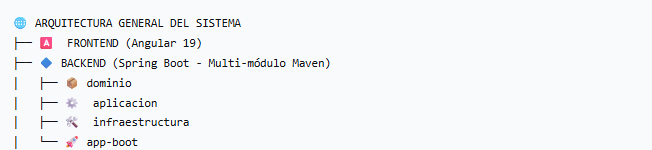 🌐 ARQUITECTURA GENERAL DEL SISTEMA
├── 🅰️ FRONTEND (Angular 19)
├── 🔷 BACKEND (Spring Boot - Multi-módulo Maven)
│   ├── 📦 dominio
│   ├── ⚙️ aplicacion
│   ├── 🛠️ infraestructura
│   └── 🚀 app-boot